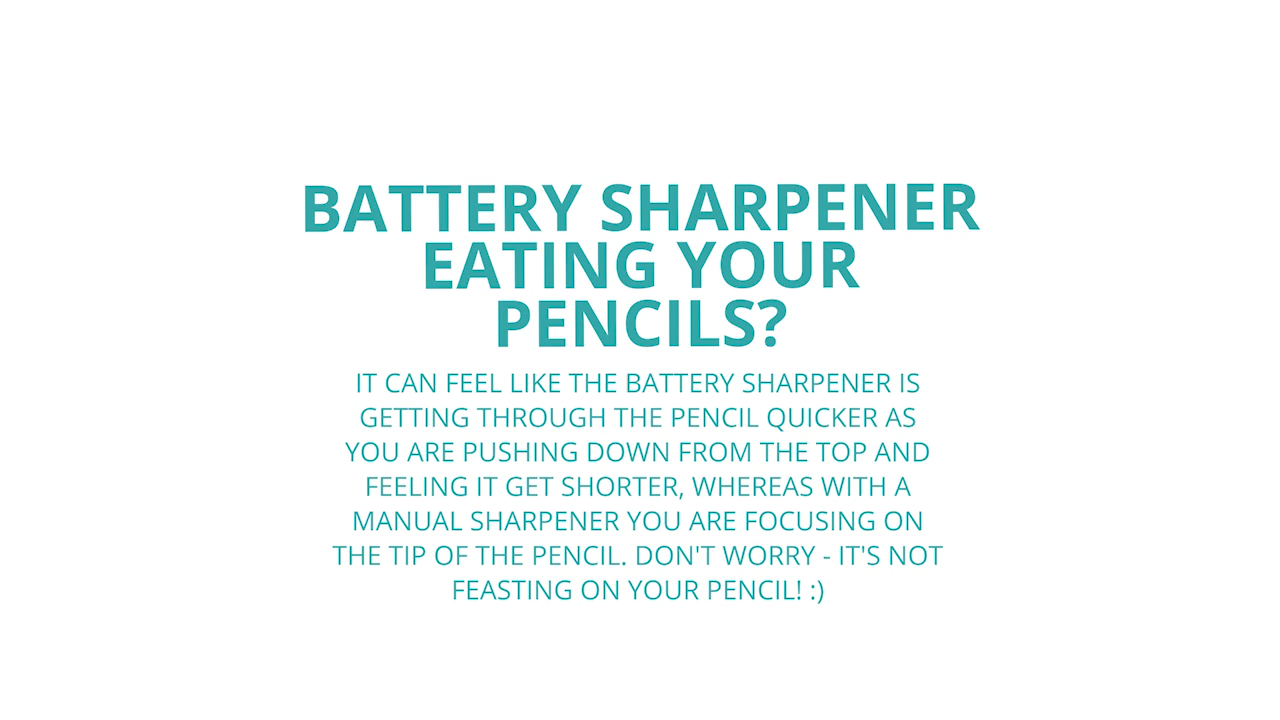 BATTERY SHARPENER
EATING YOUR
PENCILS?
IT CAN FEEL LIKE THE BATTERY SHARPENER IS
GETTING THROUGH THE PENCIL QUICKER AS
YOU ARE PUSHING DOWN FROM THE TOP AND
FEELING IT GET SHORTER, WHEREAS WITH A
MANUAL SHARPENER YOU ARE FOCUSING ON
THE TIP OF THE PENCIL. DON'T WORRY - IT'S NOT
FEASTING ON YOUR PENCIL! :)